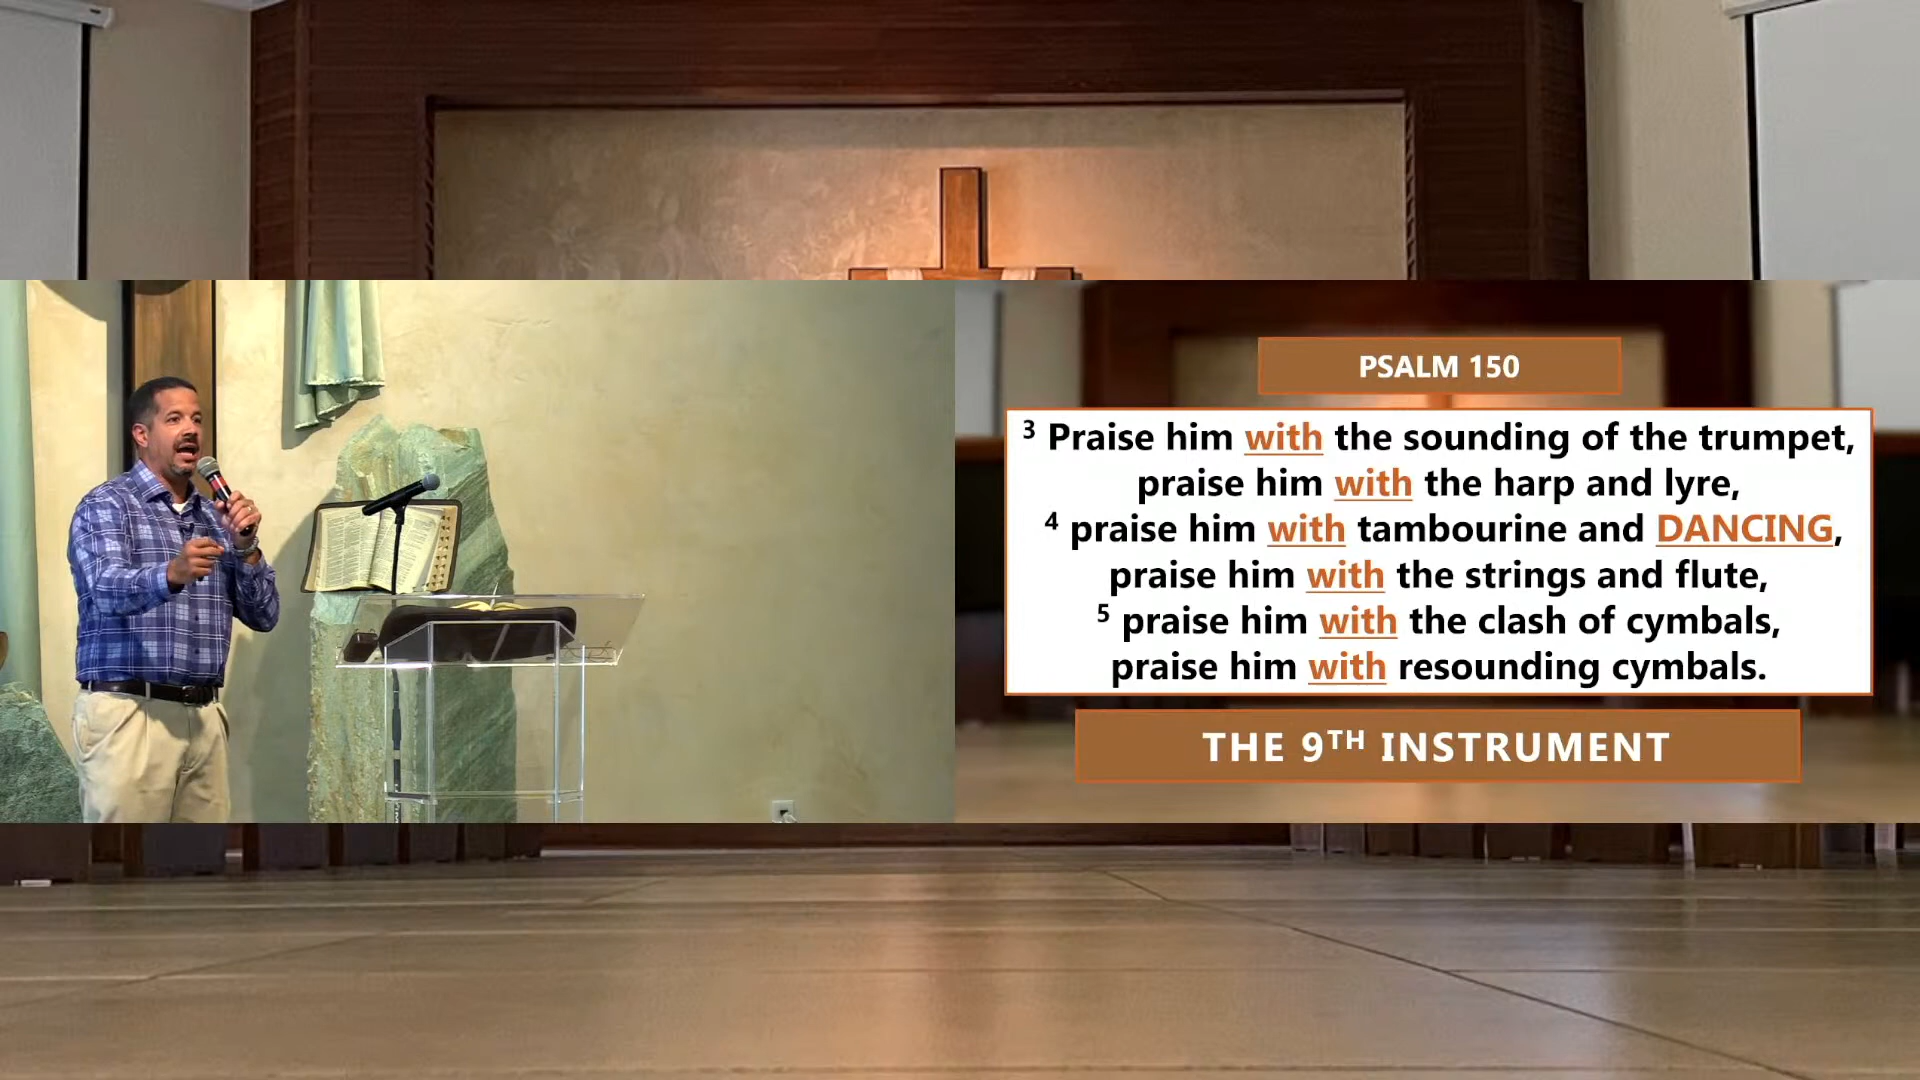 PSALM 150
3 Praise him with the sounding of the trumpet,
praise him with the harp and lyre,
4 praise him with tambourine and DANCING,
praise him with the strings and flute,
5 praise him with the clash of cymbals,
praise him with resounding cymbals.
THE 9TH INSTRUMENT